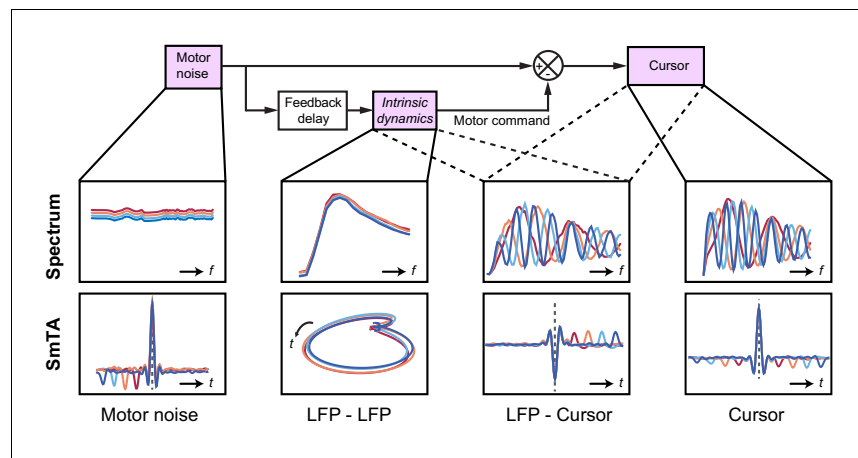 Motor
noise
+
-
Cursor
Feedback
delay
Intrinsic
dynamics
Motor command
Spectrum
f
f
f
f
SmTA
t
t
t
t
Motor noise
LFP - LFP
LFP - Cursor
Cursor